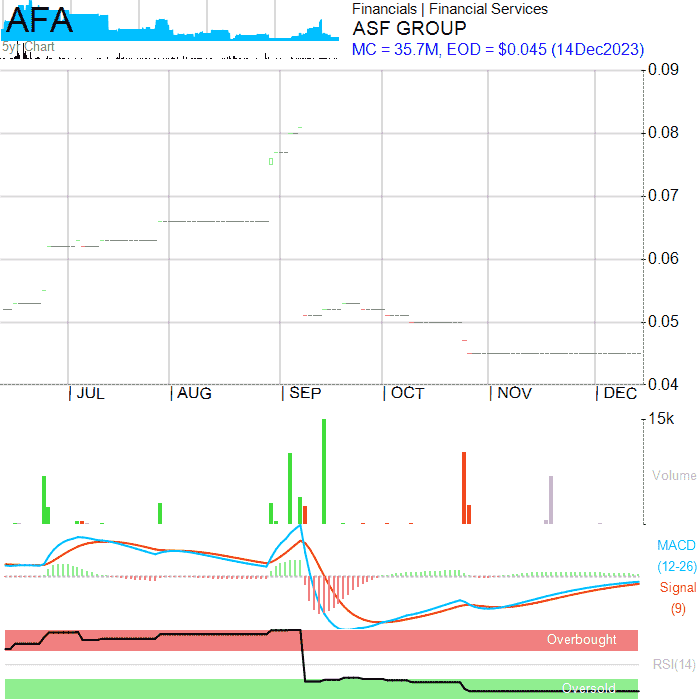 AFA
5yr Chart
Financials | Financial Services
ASF GROUP
MC = 35.7M, EOD = $0.045 (14Dec2023)
0.09
0.08
0.07
0.06
0.05
0.04
| JUL | AUG | SEP | OCT | NOV | DEC
15k
Volume
MACD
(12-26)
Signal
(9)
Overbought
RSI(14)
Oversold